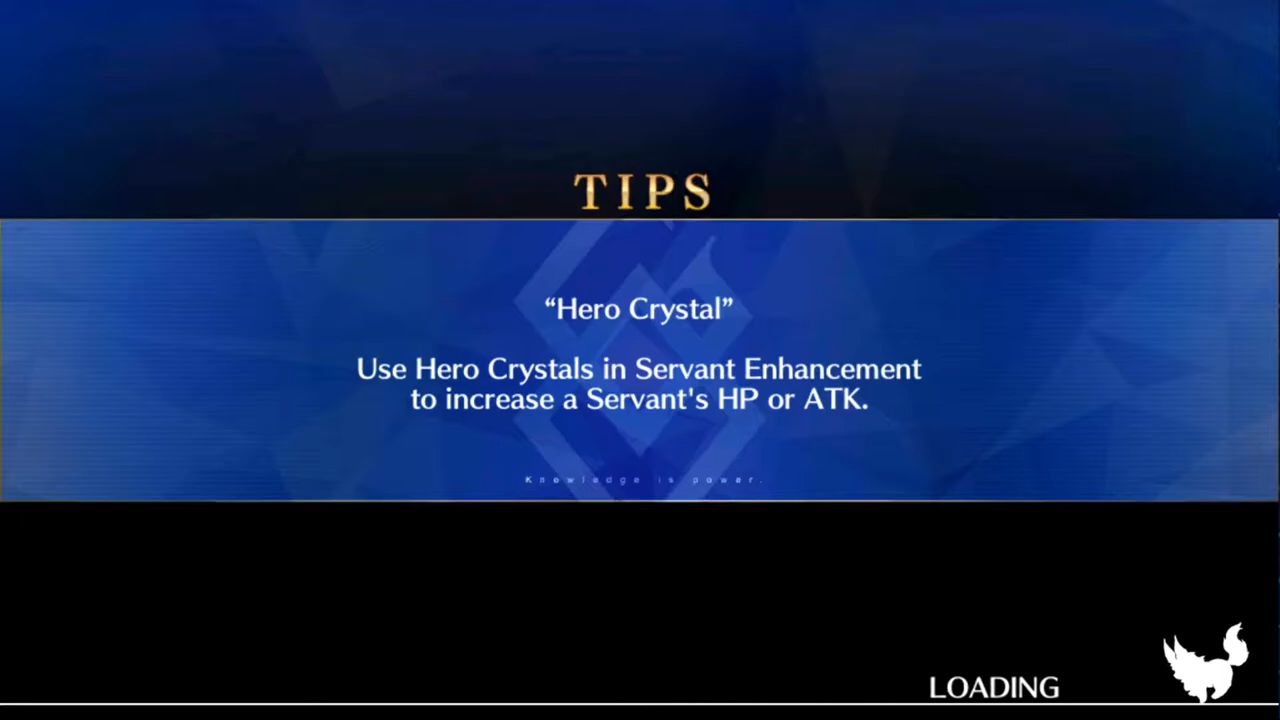 TIPS
“Hero Crystal”
Use Hero Crystals in Servant Enhancement
to increase a Servant's HP or ATK.
Knowledge is power.
LOADING